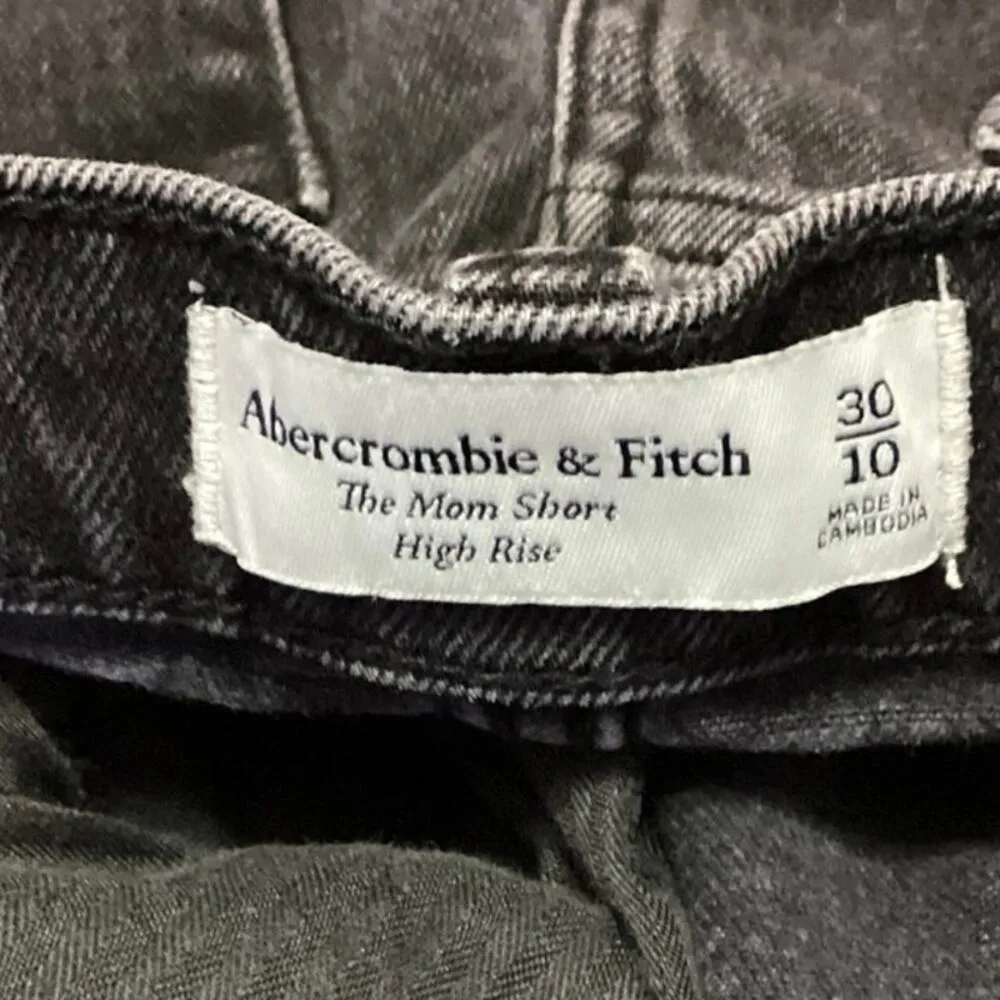 Abercrombie & Fitch
The Mom Short
High Rise
30
10
MADE IN
CAMBODIA